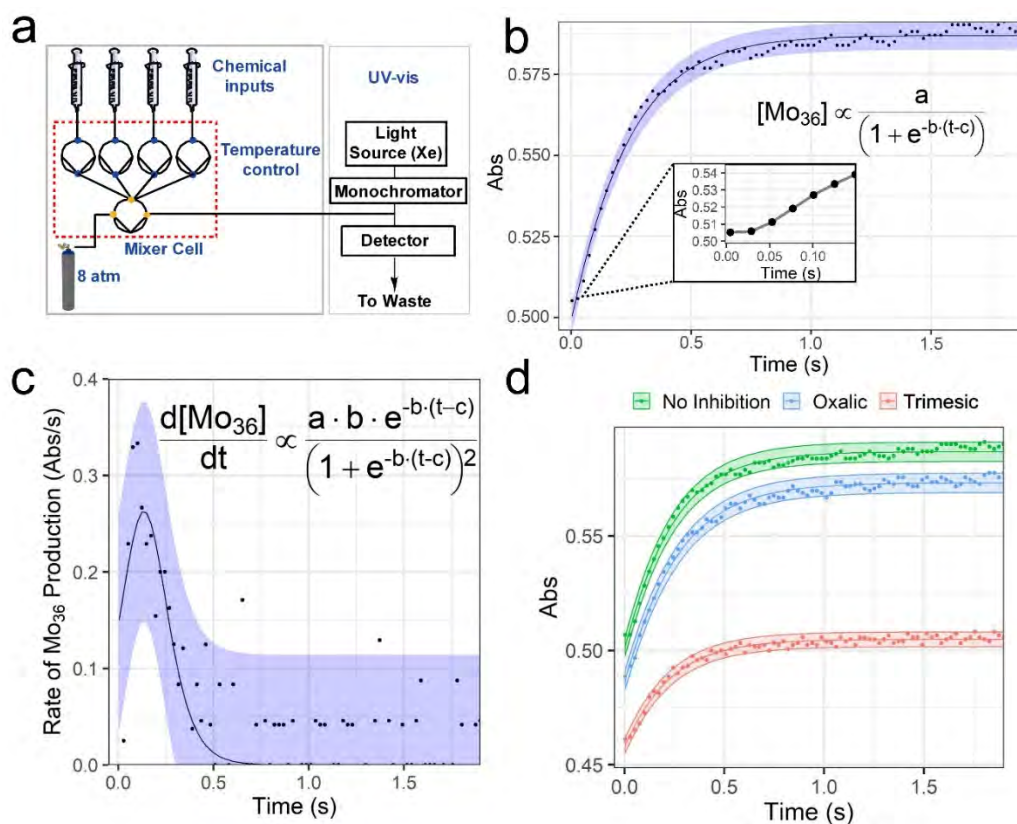 a
Chemical
inputs
Temperature
control
Mixer Cell
8 atm
UV-vis
Light
Source (Xe)
Monochromator
Detector
To Waste
b
Abs
0.575
0.550
0.525
0.500
[Mo36] ∝ a / (1 + e^-b·(t-c))
Abs
0.54
0.53
0.52
0.51
0.50
0.00 0.05 0.10
Time (s)
0.0 0.5 1.0 1.5
Time (s)
c
Rate of Mo36 Production (Abs/s)
0.4
0.3
0.2
0.1
0.0
d[Mo36]/dt ∝ a · b · e^-b·(t-c) / (1 + e^-b·(t-c))^2
0.0 0.5 1.0 1.5
Time (s)
d
No Inhibition Oxalic Trimesic
Abs
0.55
0.50
0.45
0.0 0.5 1.0 1.5
Time (s)